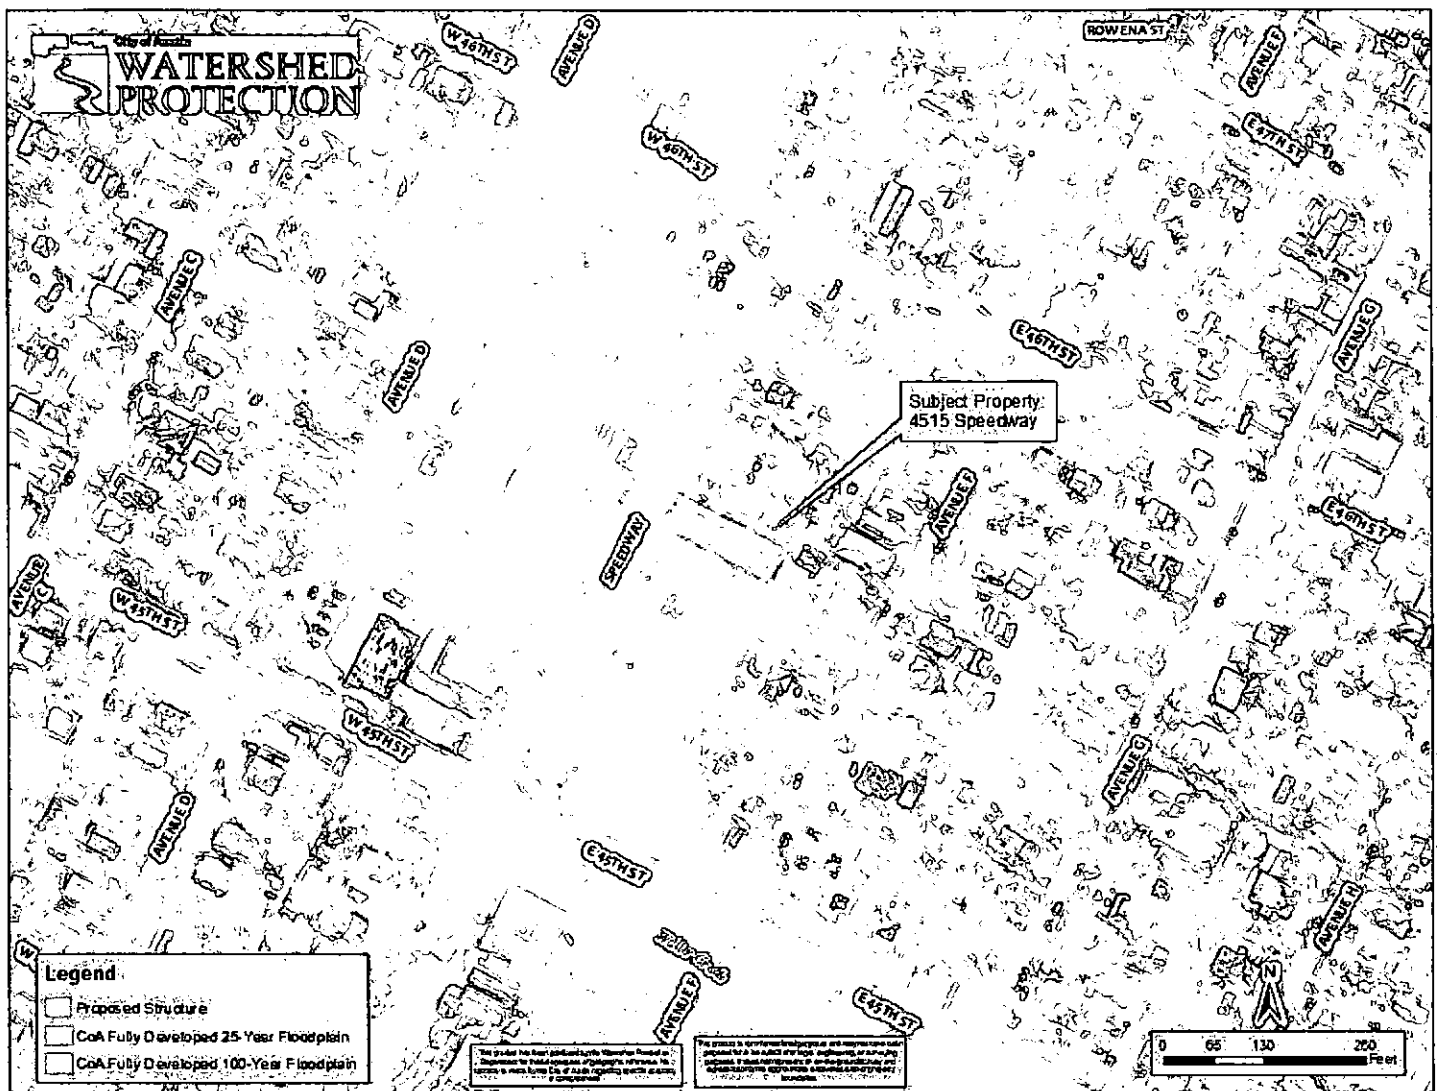 City of Austin
WATERSHED
PROTECTION
W 46TH ST
AVENUE D
ROWENA ST
AVENUE F
W 46TH ST
E 47TH ST
AVENUE C
AVENUE D
E 46TH ST
AVENUE G
Subject Property:
4515 Speedway
AVENUE F
E 46TH ST
SPEEDWAY
AVENUE C
W 45TH ST
W 45TH ST
AVENUE G
AVENUE D
E 45TH ST
AVENUE H
W
AVENUE F
E 45TH ST
N
Legend
Proposed Structure
CoA Fully Developed 25-Year Floodplain
CoA Fully Developed 100-Year Floodplain
0 65 130 260
Feet